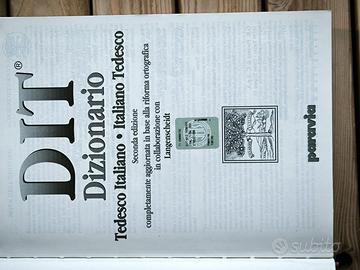 DIT®
Dizionario
Tedesco Italiano • Italiano Tedesco
Seconda edizione
completamente aggiornata in base alla riforma ortografica
in collaborazione con
Langenscheidt
paravia
subito